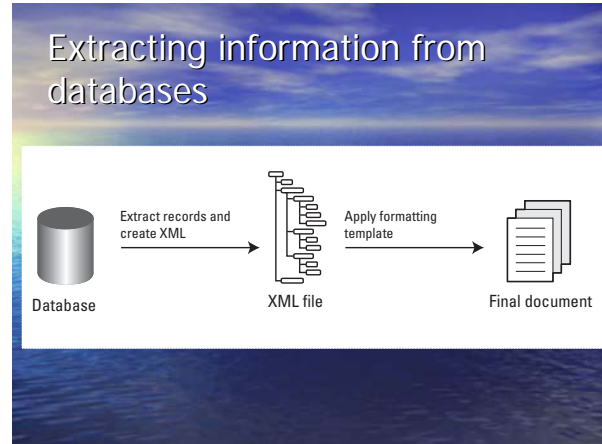 Extracting information from
databases
Extract records and
create XML
Apply formatting
template
Database
XML file
Final document